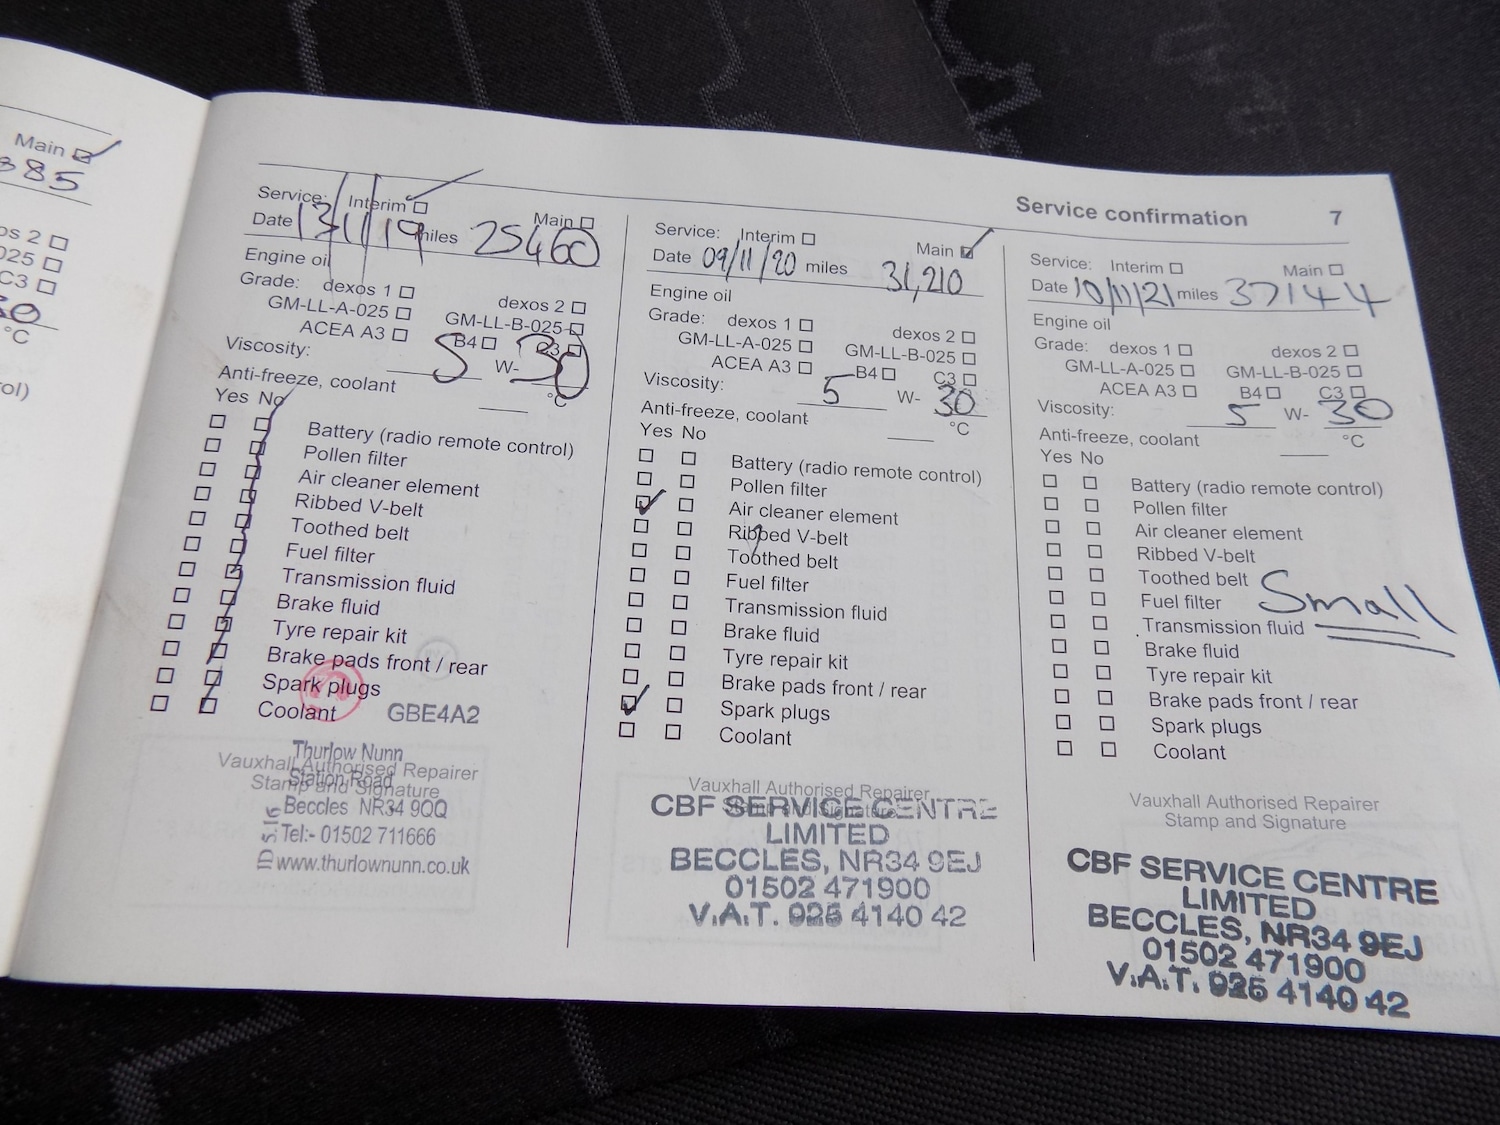 Main
385
os 2
025
C3
30
°C
ol)
Service confirmation 7
Service: Interim Main
Date 13/11/19 miles 25460
Engine oil
Grade: dexos 1 dexos 2
GM-LL-A-025 GM-LL-B-025
ACEA A3 B4 C3
Viscosity: 5 W- 30
Anti-freeze, coolant °C
Yes No
Battery (radio remote control)
Pollen filter
Air cleaner element
Ribbed V-belt
Toothed belt
Fuel filter
Transmission fluid
Brake fluid
Tyre repair kit
Brake pads front / rear
Spark plugs
Coolant GBE4A2
Vauxhall Authorised Repairer
Stamp and Signature
Thurlow Nunn
Station Road
Beccles NR34 9QQ
Tel:- 01502 711666
www.thurlownunn.co.uk
Service: Interim Main
Date 09/11/20 miles 31,210
Engine oil
Grade: dexos 1 dexos 2
GM-LL-A-025 GM-LL-B-025
ACEA A3 B4 C3
Viscosity: 5 W- 30
Anti-freeze, coolant °C
Yes No
Battery (radio remote control)
Pollen filter
Air cleaner element
Ribbed V-belt
Toothed belt
Fuel filter
Transmission fluid
Brake fluid
Tyre repair kit
Brake pads front / rear
Spark plugs
Coolant
Vauxhall Authorised Repairer
Stamp and Signature
CBF SERVICE CENTRE
LIMITED
BECCLES, NR34 9EJ
01502 471900
V.A.T. 926 4140 42
Service: Interim Main
Date 10/11/21 miles 37144
Engine oil
Grade: dexos 1 dexos 2
GM-LL-A-025 GM-LL-B-025
ACEA A3 B4 C3
Viscosity: 5 W- 30
Anti-freeze, coolant °C
Yes No
Battery (radio remote control)
Pollen filter
Air cleaner element
Ribbed V-belt
Toothed belt
Fuel filter Small
Transmission fluid
Brake fluid
Tyre repair kit
Brake pads front / rear
Spark plugs
Coolant
Vauxhall Authorised Repairer
Stamp and Signature
CBF SERVICE CENTRE
LIMITED
BECCLES, NR34 9EJ
01502 471900
V.A.T. 926 4140 42